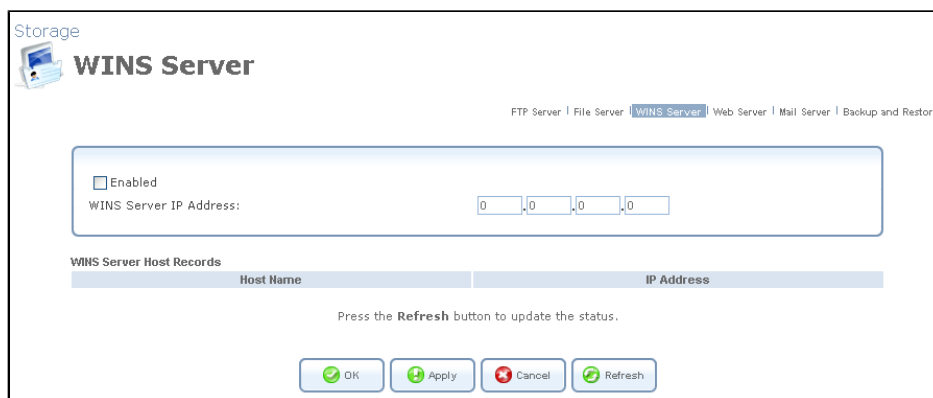 Storage
WINS Server
FTP Server | File Server | WINS Server | Web Server | Mail Server | Backup and Restor
Enabled
WINS Server IP Address: 0 . 0 . 0 . 0
WINS Server Host Records
Host Name IP Address
Press the Refresh button to update the status.
OK Apply Cancel Refresh